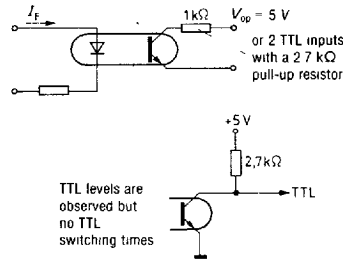 I_F
1kΩ
V_op = 5 V
or 2 TTL inputs
with a 2 7 kΩ
pull-up resistor
+5 V
2,7kΩ
TTL
TTL levels are
observed but
no TTL
switching times